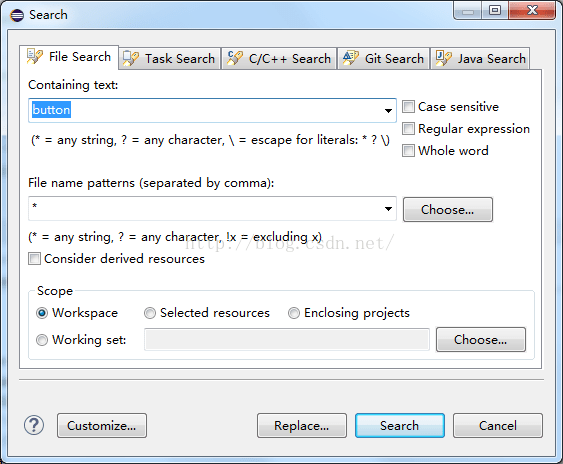 Search
File Search Task Search C/C++ Search Git Search Java Search
Containing text:
button
Case sensitive
(* = any string, ? = any character, \ = escape for literals: * ? \)
Regular expression
Whole word
File name patterns (separated by comma):
*
Choose...
(* = any string, ? = any character, !x = excluding x)
http://blog.csdn.net/
Consider derived resources
Scope
Workspace Selected resources Enclosing projects
Working set: Choose...
? Customize... Replace... Search Cancel